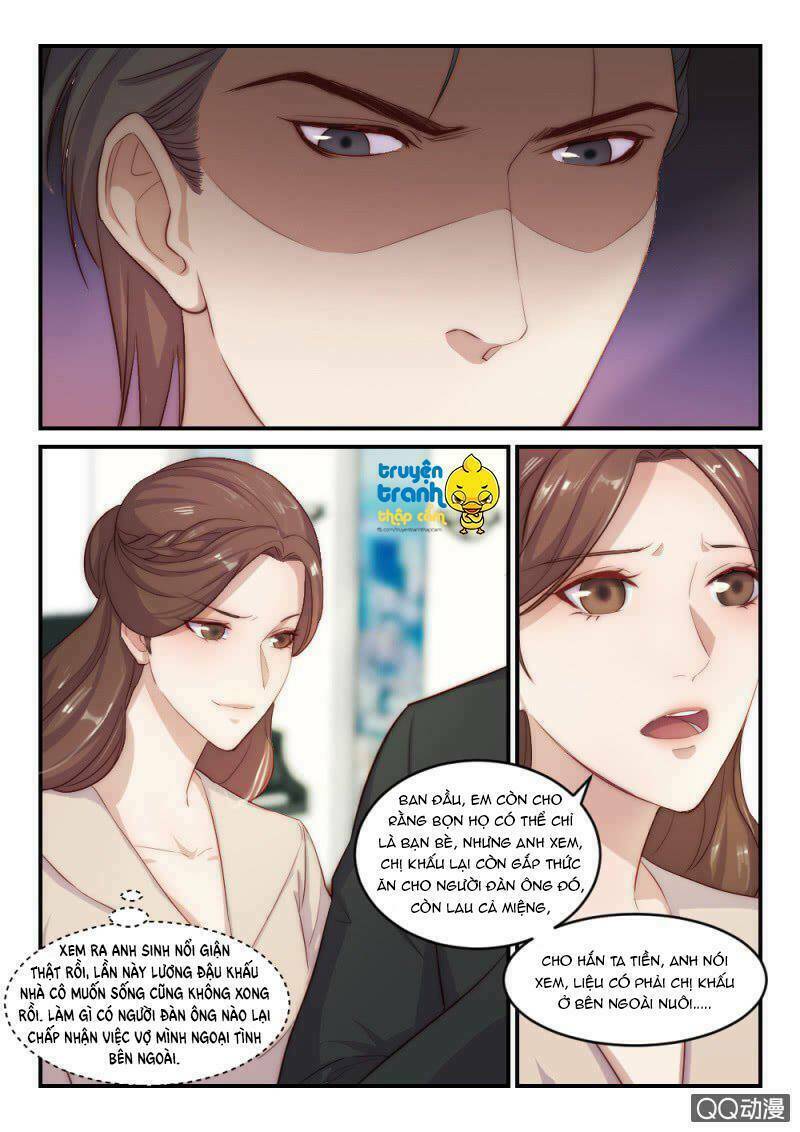 truyện
tranh
thập cẩm
fb.com/truyentranhthapcam
BAN ĐẦU, EM CÒN CHO
RẰNG BỌN HỌ CÓ THỂ CHỈ
LÀ BẠN BÈ, NHƯNG ANH XEM,
CHỊ KHẤU LẠI CÒN GẮP THỨC
ĂN CHO NGƯỜI ĐÀN ÔNG ĐÓ,
CÒN LAU CẢ MIỆNG,
XEM RA ANH SINH NỔI GIẬN
THẬT RỒI, LẦN NÀY LƯƠNG ĐẬU KHẤU
NHÀ CÔ MUỐN SỐNG CŨNG KHÔNG XONG
RỒI. LÀM GÌ CÓ NGƯỜI ĐÀN ÔNG NÀO LẠI
CHẤP NHẬN VIỆC VỢ MÌNH NGOẠI TÌNH
BÊN NGOÀI.
CHO HẮN TA TIỀN, ANH NÓI
XEM, LIỆU CÓ PHẢI CHỊ KHẤU
Ở BÊN NGOÀI NUÔI.....
QQ动漫